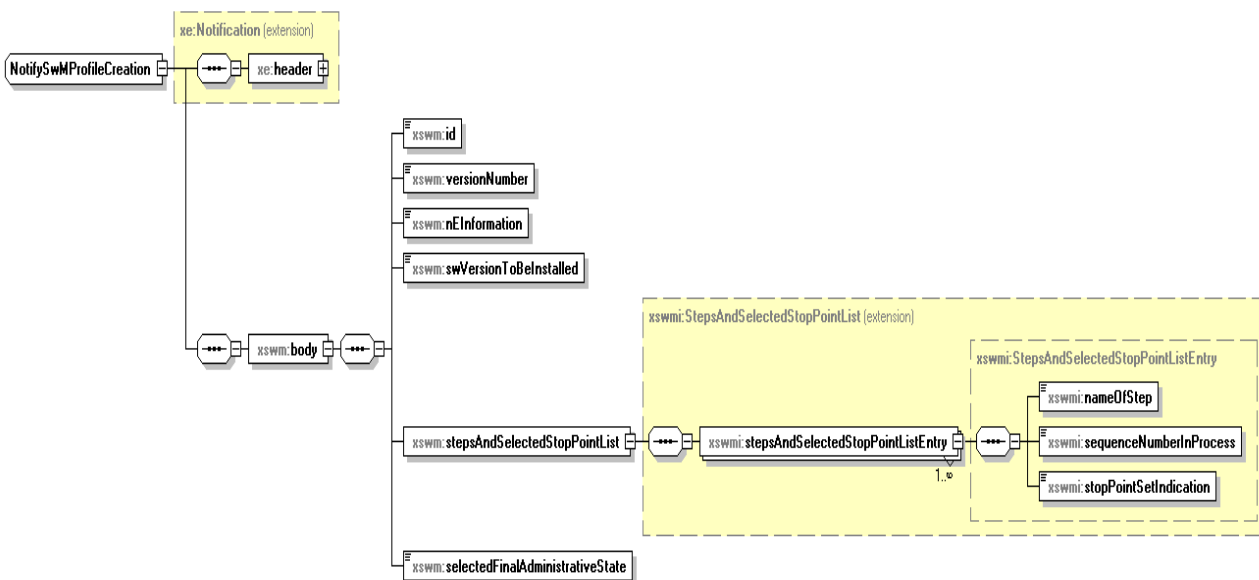 xe:Notification (extension)
NotifySwMProfileCreation
xe:header
xswm:id
xswm:versionNumber
xswm:nEInformation
xswm:swVersionToBeInstalled
xswmi:StepsAndSelectedStopPointList (extension)
xswm:body
xswmi:StepsAndSelectedStopPointListEntry
xswmi:nameOfStep
xswm:stepsAndSelectedStopPointList
xswmi:stepsAndSelectedStopPointListEntry
xswmi:sequenceNumberInProcess
1..∞
xswmi:stopPointSetIndication
xswm:selectedFinalAdministrativeState